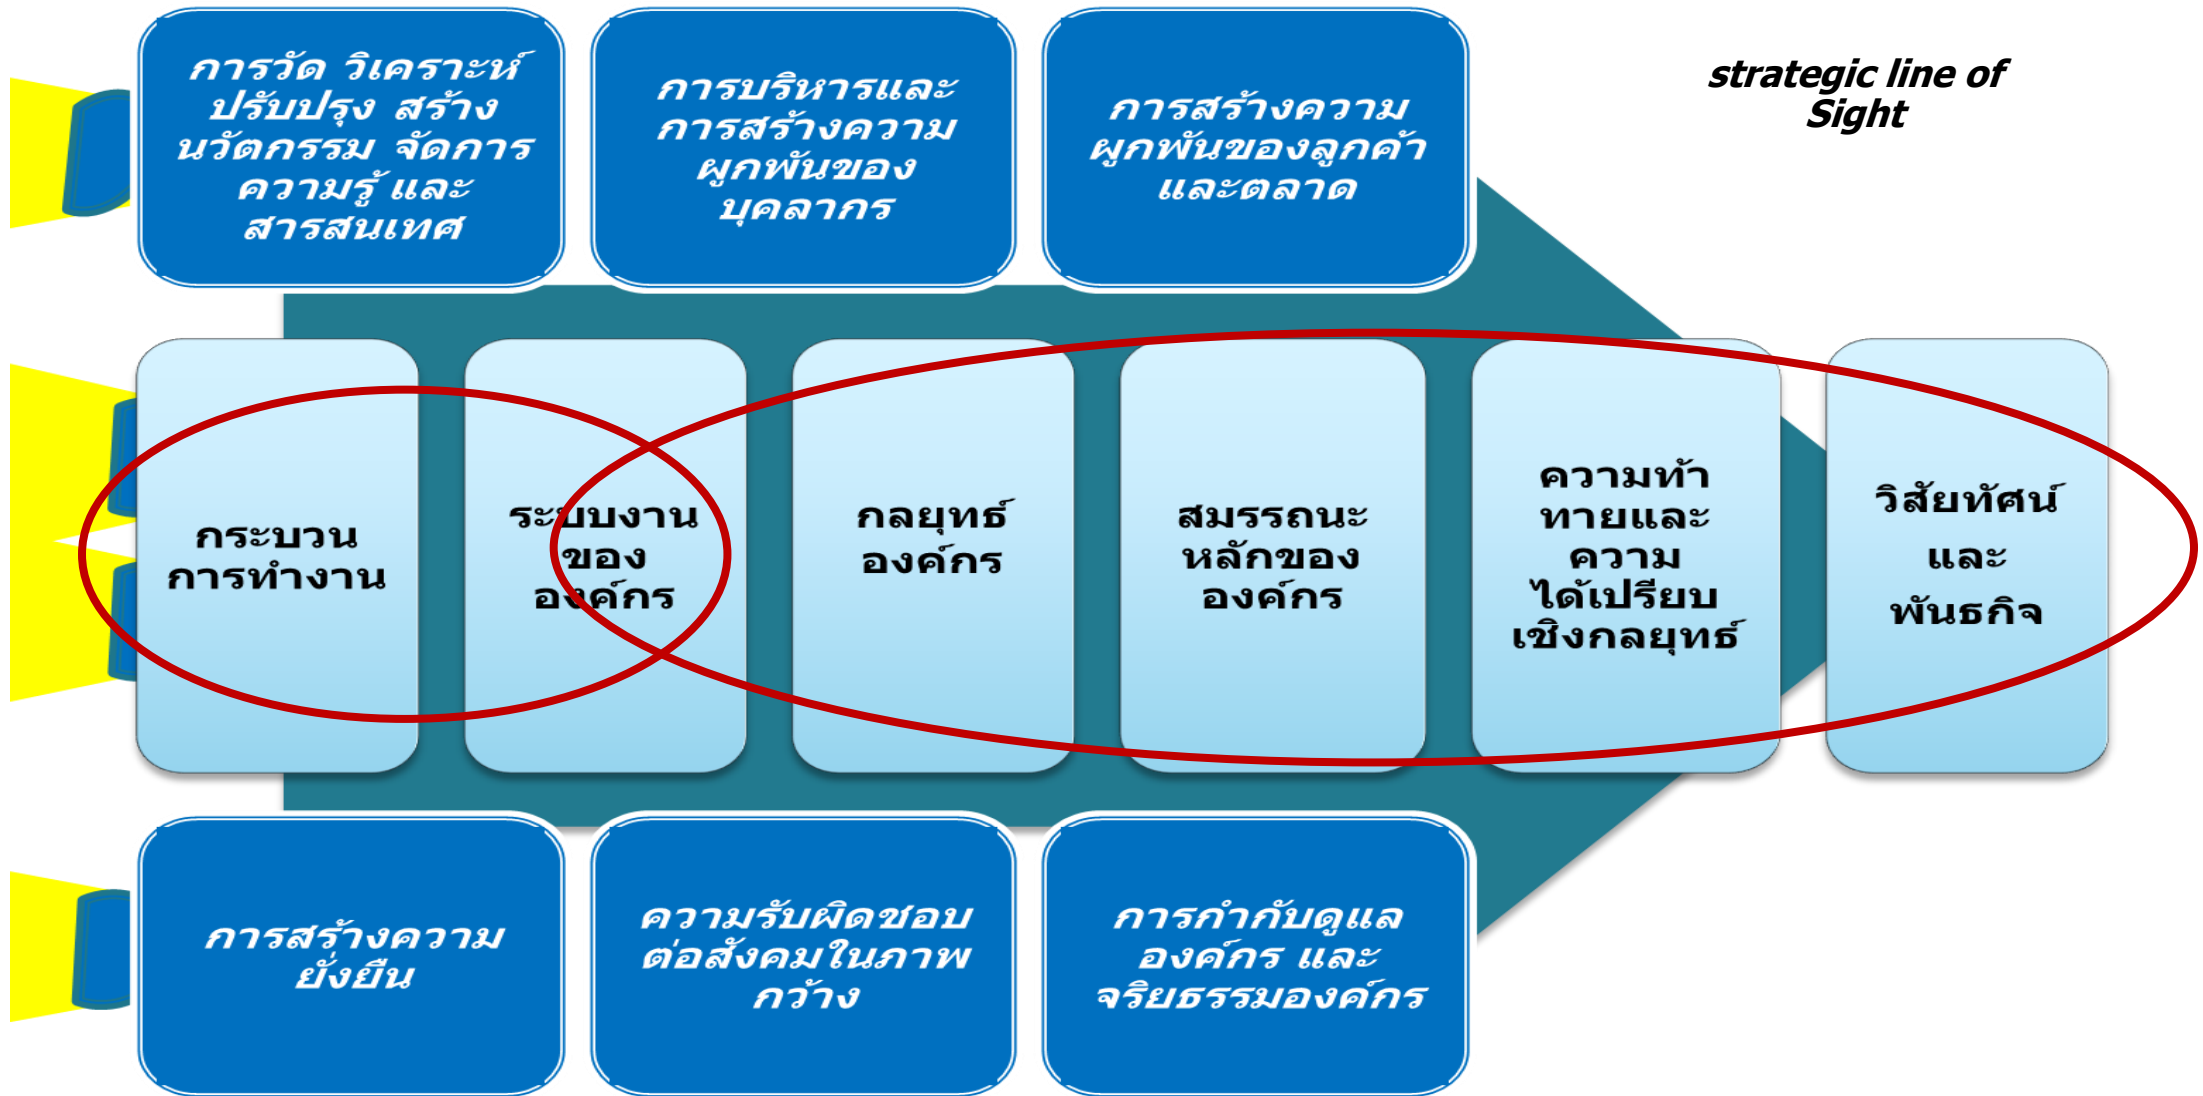 การวัด วิเคราะห์
ปรับปรุง สร้าง
นวัตกรรม จัดการ
ความรู้ และ
สารสนเทศ
การบริหารและ
การสร้างความ
ผูกพันของ
บุคลากร
การสร้างความ
ผูกพันของลูกค้า
และตลาด
strategic line of
Sight
กระบวน
การทำงาน
ระบบงาน
ของ
องค์กร
กลยุทธ์
องค์กร
สมรรถนะ
หลักของ
องค์กร
ความท้า
ทายและ
ความ
ได้เปรียบ
เชิงกลยุทธ์
วิสัยทัศน์
และ
พันธกิจ
การสร้างความ
ยั่งยืน
ความรับผิดชอบ
ต่อสังคมในภาพ
กว้าง
การกำกับดูแล
องค์กร และ
จริยธรรมองค์กร